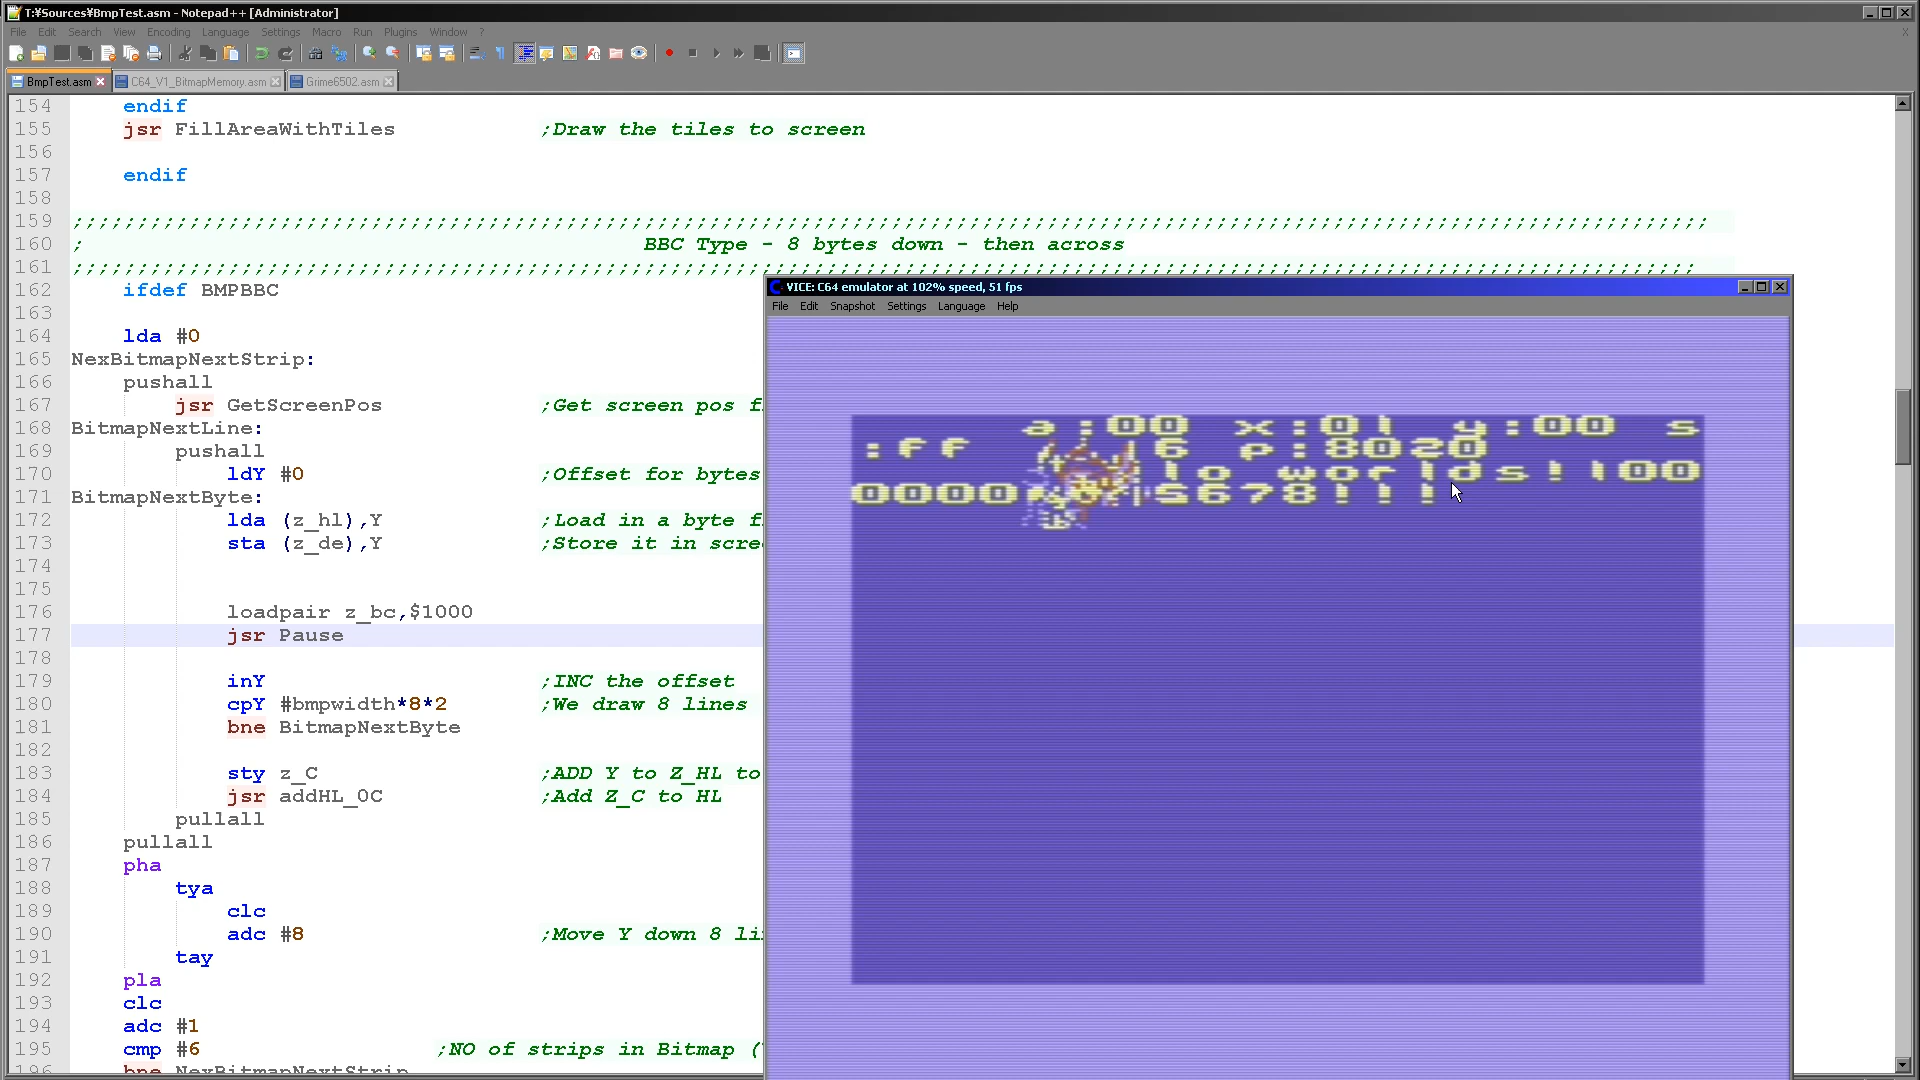 T:¥Sources¥BmpTest.asm - Notepad++ [Administrator]
File Edit Search View Encoding Language Settings Macro Run Plugins Window ? X
BmpTest.asm C64_V1_BitmapMemory.asm Grime6502.asm
154 endif
155 jsr FillAreaWithTiles ;Draw the tiles to screen
156
157 endif
158
159 ;;;;;;;;;;;;;;;;;;;;;;;;;;;;;;;;;;;;;;;;;;;;;;;;;;;;;;;;;;;;;;;;;;;;;;;;;;;;;;;;;;;;;;;;;;;;;;;;;;;;;;;;;;;;;;;;;;;;;;;;;;;;;
160 ; BBC Type - 8 bytes down - then across
161 ;;;;;;;;;;;;;;;;;;;;;;;;;;;;;;;;;;;;;;;;;;;;;;;;;;;;;;;;;;;;;;;;;;;;;;;;;;;;;;;;;;;;;;;;;;;;;;;;;;;;;;;;;;;;;;;;;;;;;;;;;;;;
162 ifdef BMPBBC
163
164 lda #0
165 NexBitmapNextStrip:
166 pushall
167 jsr GetScreenPos ;Get screen pos
168 BitmapNextLine:
169 pushall
170 ldY #0 ;Offset for bytes
171 BitmapNextByte:
172 lda (z_hl),Y ;Load in a byte
173 sta (z_de),Y ;Store it in
174
175
176 loadpair z_bc,$1000
177 jsr Pause
178
179 inY ;INC the offset
180 cpY #bmpwidth*8*2 ;We draw 8 lines
181 bne BitmapNextByte
182
183 sty z_C ;ADD Y to Z_HL to
184 jsr addHL_0C ;Add Z_C to HL
185 pullall
186 pullall
187 pha
188 tya
189 clc
190 adc #8 ;Move Y down 8
191 tay
192 pla
193 clc
194 adc #1
195 cmp #6 ;NO of strips in Bitmap
196 bne NexBitmapNextStrip
VICE: C64 emulator at 102% speed, 51 fps
File Edit Snapshot Settings Language Help
a:00 x:01 y:00 s
:ff p:8020
lo worlds!
5678!!!